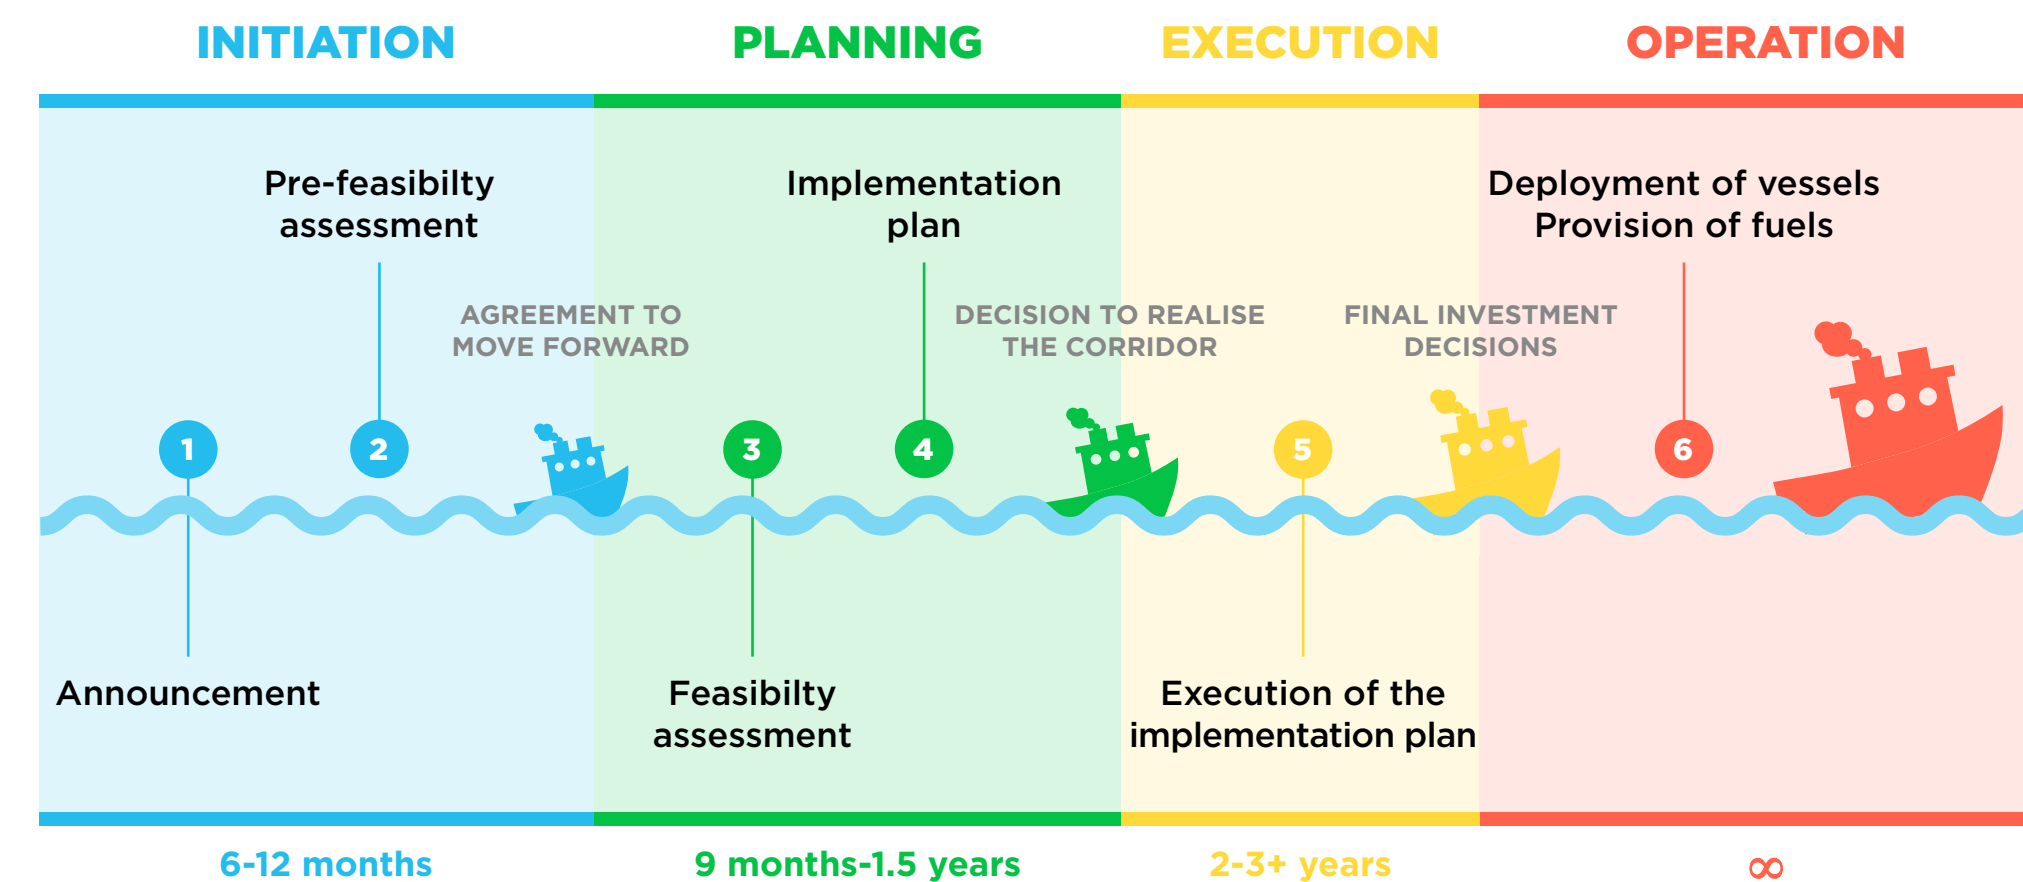 INITIATION
PLANNING
EXECUTION
OPERATION
Pre-feasibilty
assessment
Implementation
plan
Deployment of vessels
Provision of fuels
AGREEMENT TO
MOVE FORWARD
DECISION TO REALISE
THE CORRIDOR
FINAL INVESTMENT
DECISIONS
1
2
3
4
5
6
Announcement
Feasibilty
assessment
Execution of the
implementation plan
6-12 months
9 months-1.5 years
2-3+ years
∞